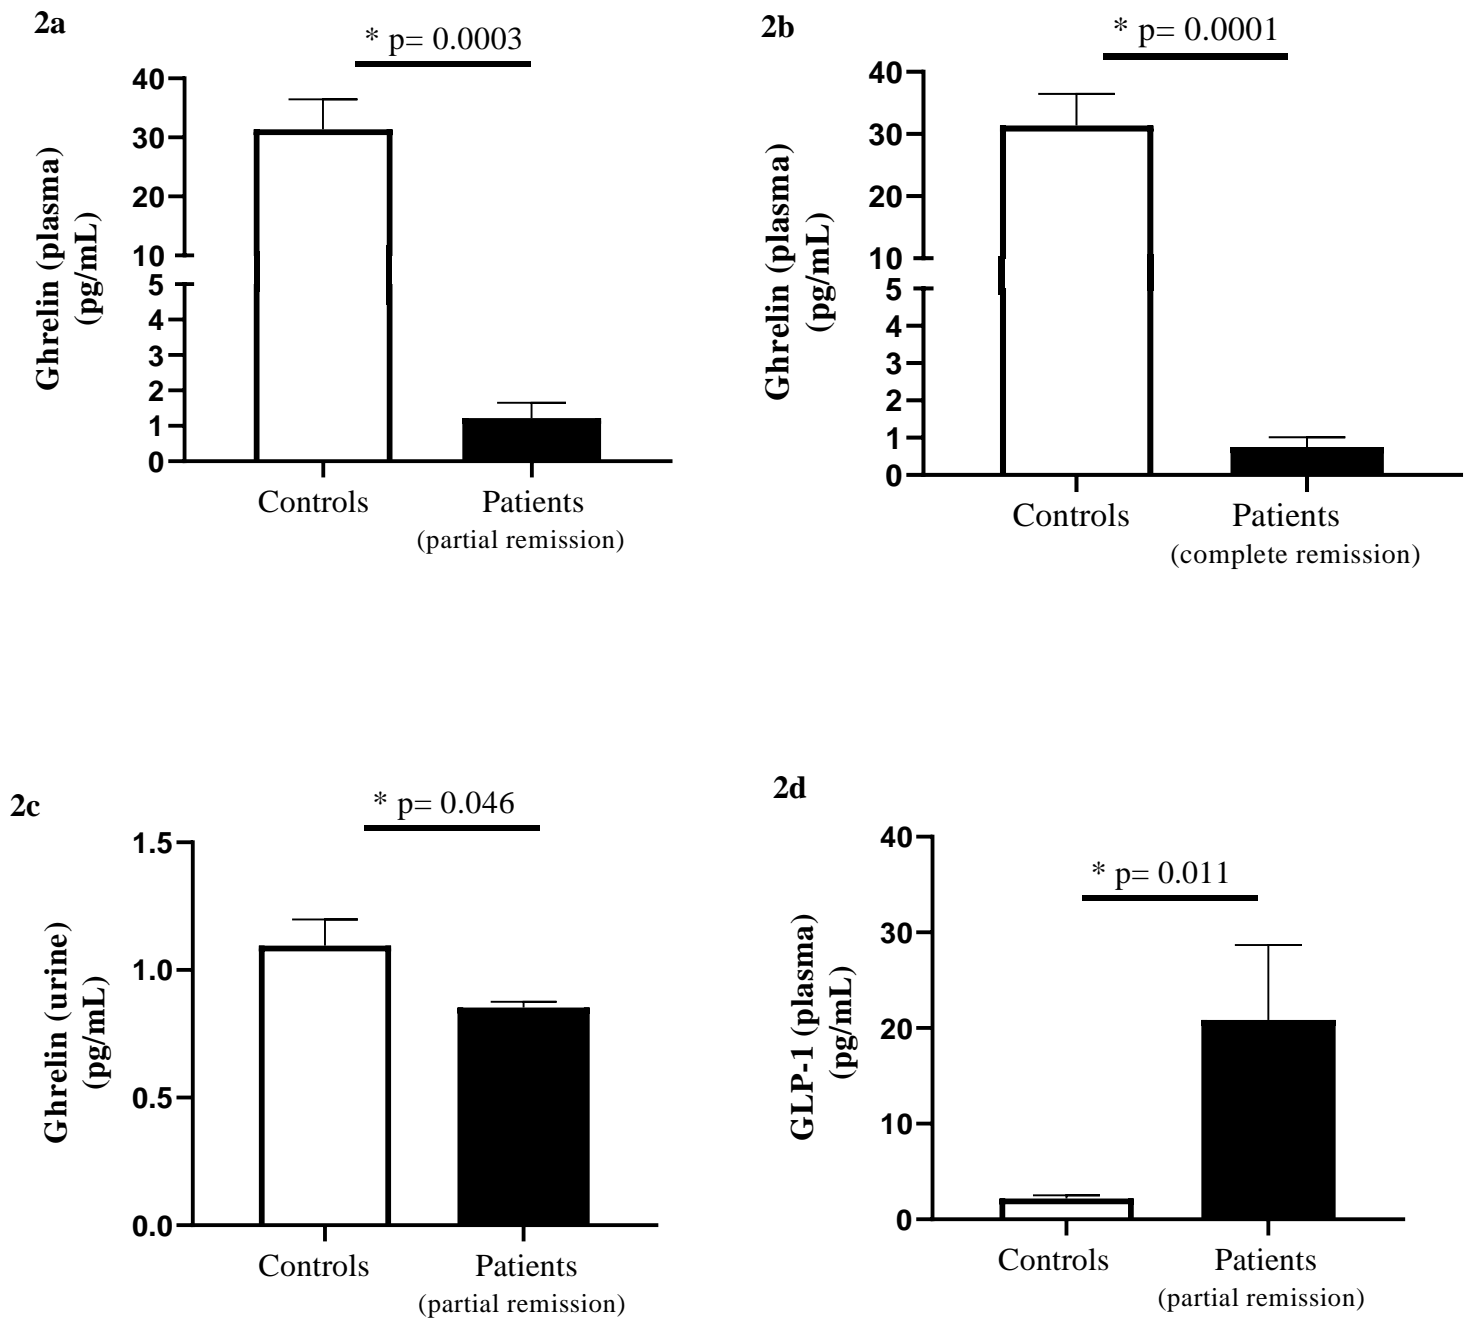 2a
* p= 0.0003
Ghrelin (plasma)
(pg/mL)
40
30
20
10
5
4
3
2
1
0
Controls
Patients
(partial remission)
2b
* p= 0.0001
Ghrelin (plasma)
(pg/mL)
40
30
20
10
5
4
3
2
1
0
Controls
Patients
(complete remission)
2c
* p= 0.046
Ghrelin (urine)
(pg/mL)
1.5
1.0
0.5
0.0
Controls
Patients
(partial remission)
2d
* p= 0.011
GLP-1 (plasma)
(pg/mL)
40
30
20
10
0
Controls
Patients
(partial remission)